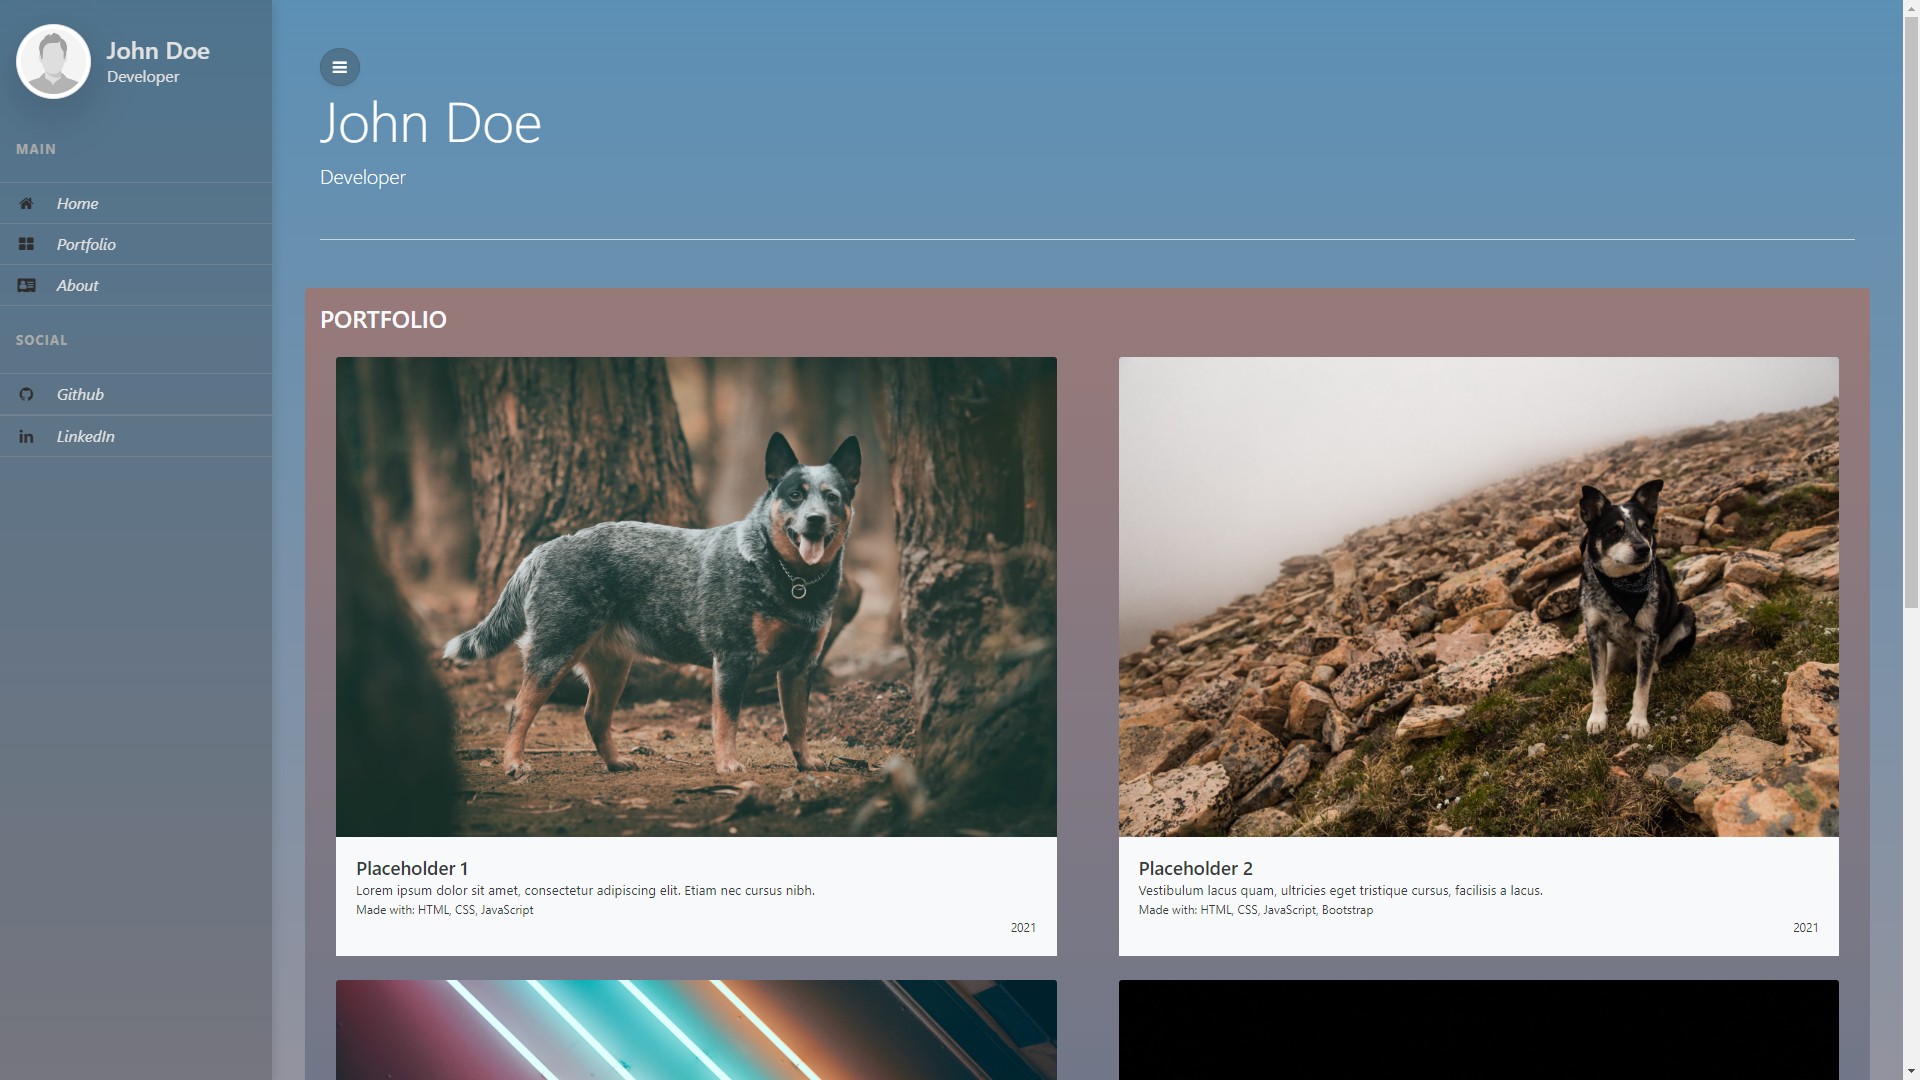 John Doe
Developer
MAIN
Home
Portfolio
About
SOCIAL
Github
LinkedIn
John Doe
Developer
PORTFOLIO
Placeholder 1
Lorem ipsum dolor sit amet, consectetur adipiscing elit. Etiam nec cursus nibh.
Made with: HTML, CSS, JavaScript
2021
Placeholder 2
Vestibulum lacus quam, ultricies eget tristique cursus, facilisis a lacus.
Made with: HTML, CSS, JavaScript, Bootstrap
2021